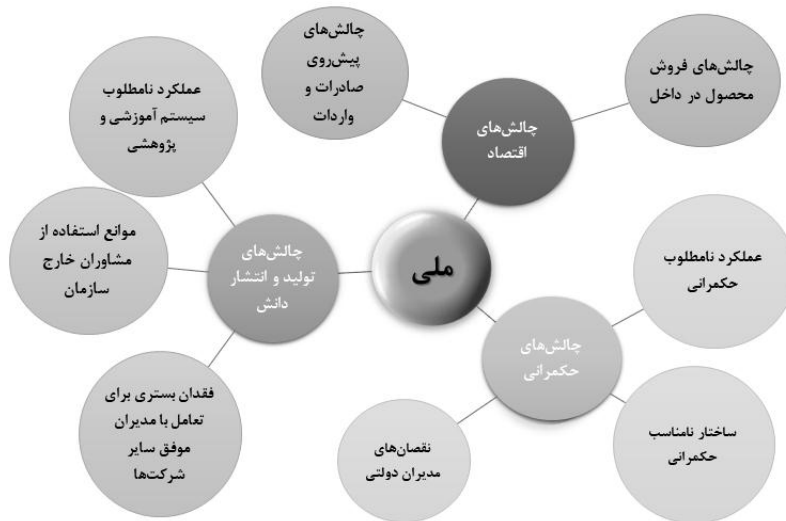 چالش‌های
پیش‌روی
صادرات و
واردات
چالش‌های فروش
محصول در داخل
چالش‌های
اقتصاد
عملکرد نامطلوب
سیستم آموزشی و
پژوهشی
موانع استفاده از
مشاوران خارج
سازمان
چالش‌های
تولید و انتشار
دانش
فقدان بستری برای
تعامل با مدیران
موفق سایر
شرکت‌ها
ملی
عملکرد نامطلوب
حکمرانی
چالش‌های
حکمرانی
ساختار نامناسب
حکمرانی
نقصان‌های
مدیران دولتی